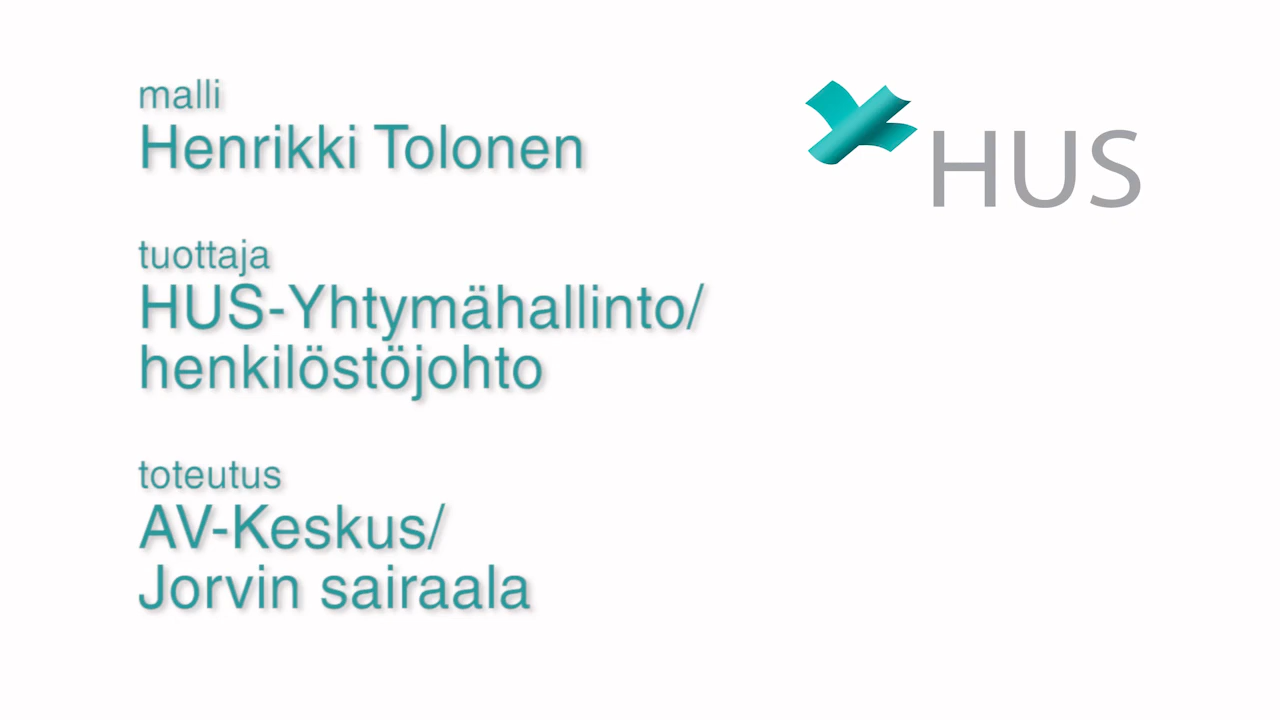 malli
Henrikki Tolonen
HUS
tuottaja
HUS-Yhtymähallinto/
henkilöstöjohto
toteutus
AV-Keskus/
Jorvin sairaala